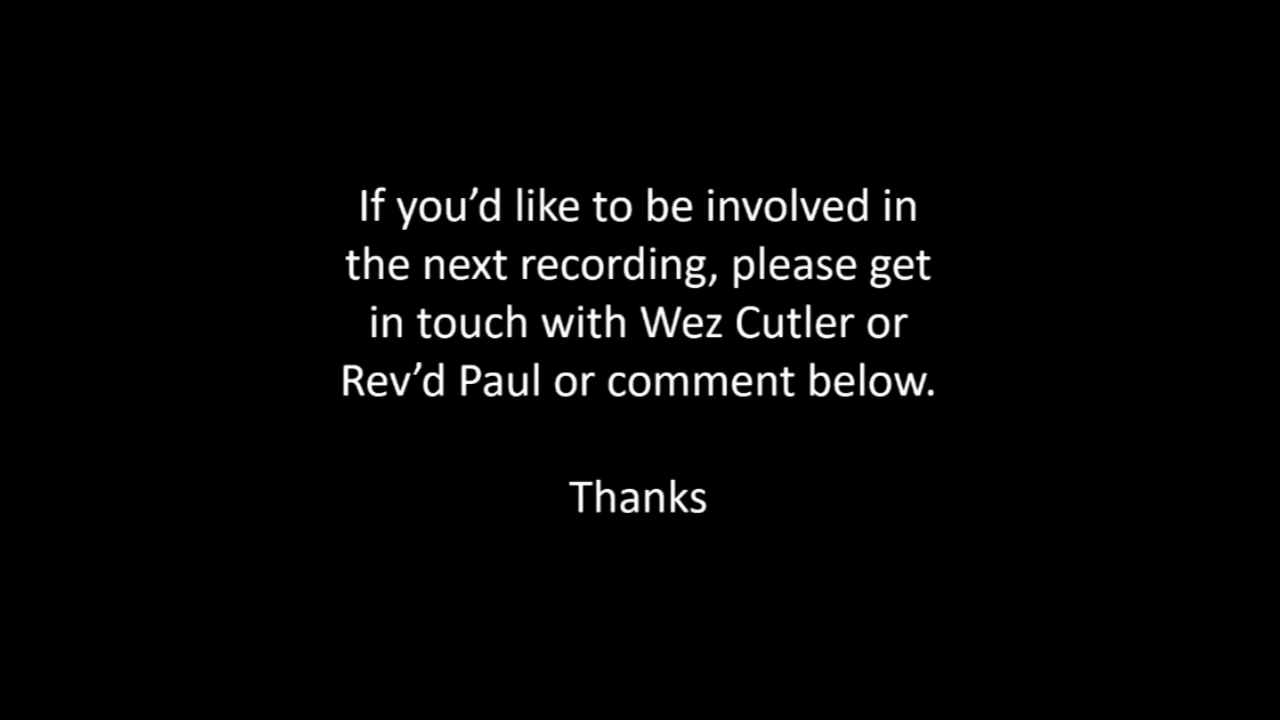 If you’d like to be involved in
the next recording, please get
in touch with Wez Cutler or
Rev’d Paul or comment below.
Thanks